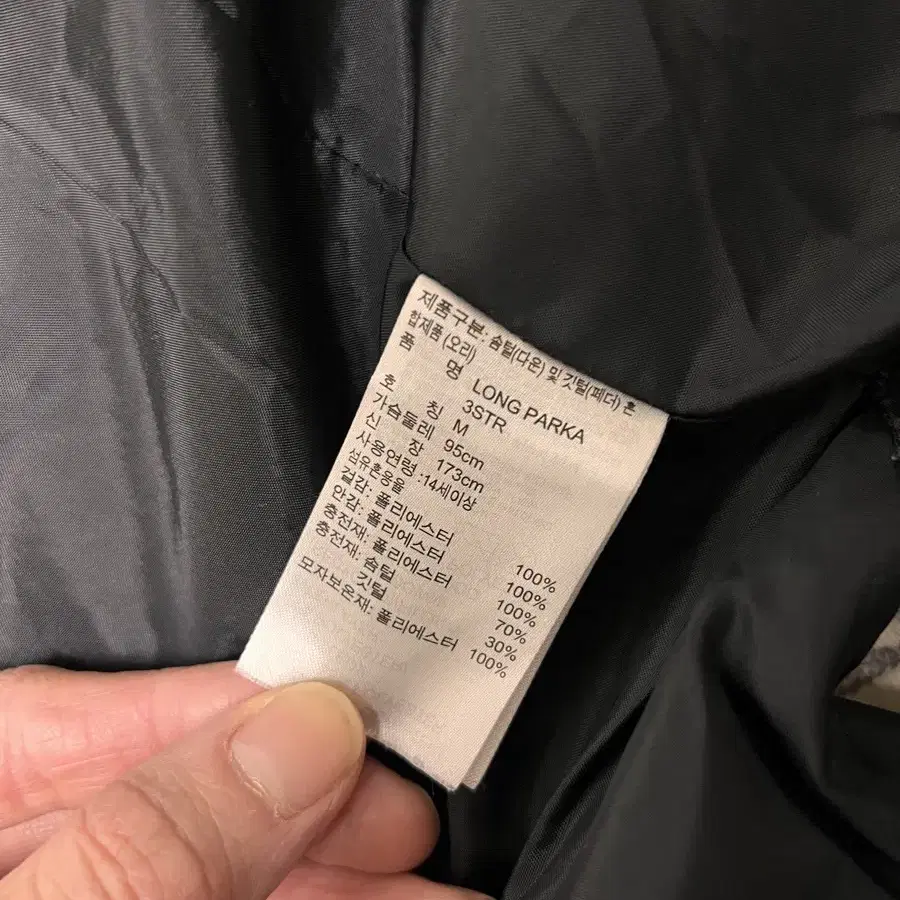 제품구분: 솜털(다운) 및 깃털(페더) 혼
합제품 (오리)
품 명 LONG PARKA
3STR
호 칭 M
가슴둘레 95cm
신 장 173cm
사용연령 :14세이상
섬유혼용율
겉감: 폴리에스터 100%
안감: 폴리에스터 100%
충전재: 폴리에스터 100%
충전재: 솜털 70%
깃털 30%
모자보온재: 폴리에스터 100%